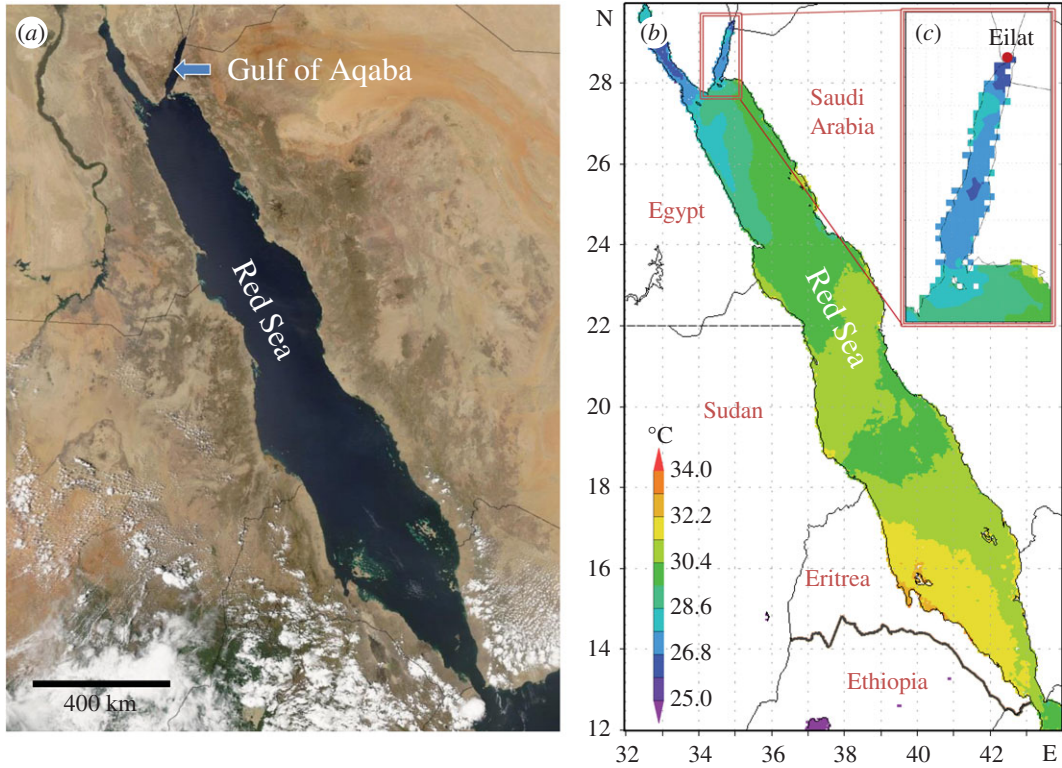 (a)
Gulf of Aqaba
Red Sea
400 km
N
28
26
24
22
20
18
16
14
12
(b)
(c)
Eilat
Saudi
Arabia
Egypt
Red Sea
Sudan
°C
34.0
32.2
30.4
28.6
26.8
25.0
Eritrea
Ethiopia
32 34 36 38 40 42 E